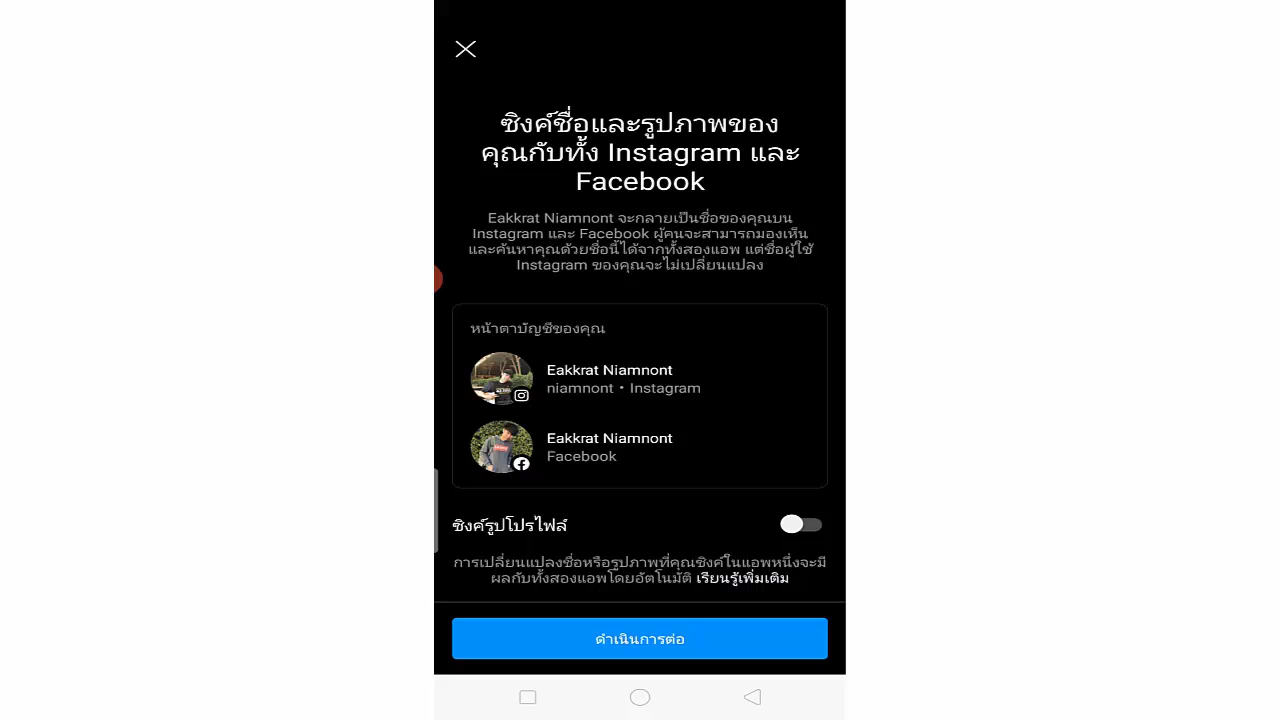 ซิงค์ชื่อและรูปภาพของ
คุณกับทั้ง Instagram และ
Facebook
Eakkrat Niamnont จะกลายเป็นชื่อของคุณบน
Instagram และ Facebook ผู้คนจะสามารถมองเห็น
และค้นหาคุณด้วยชื่อนี้ได้จากทั้งสองแอพ แต่ชื่อผู้ใช้
Instagram ของคุณจะไม่เปลี่ยนแปลง
หน้าตาบัญชีของคุณ
Eakkrat Niamnont
niamnont • Instagram
Eakkrat Niamnont
Facebook
ซิงค์รูปโปรไฟล์
การเปลี่ยนแปลงชื่อหรือรูปภาพที่คุณซิงค์ในแอพหนึ่งจะมี
ผลกับทั้งสองแอพโดยอัตโนมัติ เรียนรู้เพิ่มเติม
ดำเนินการต่อ